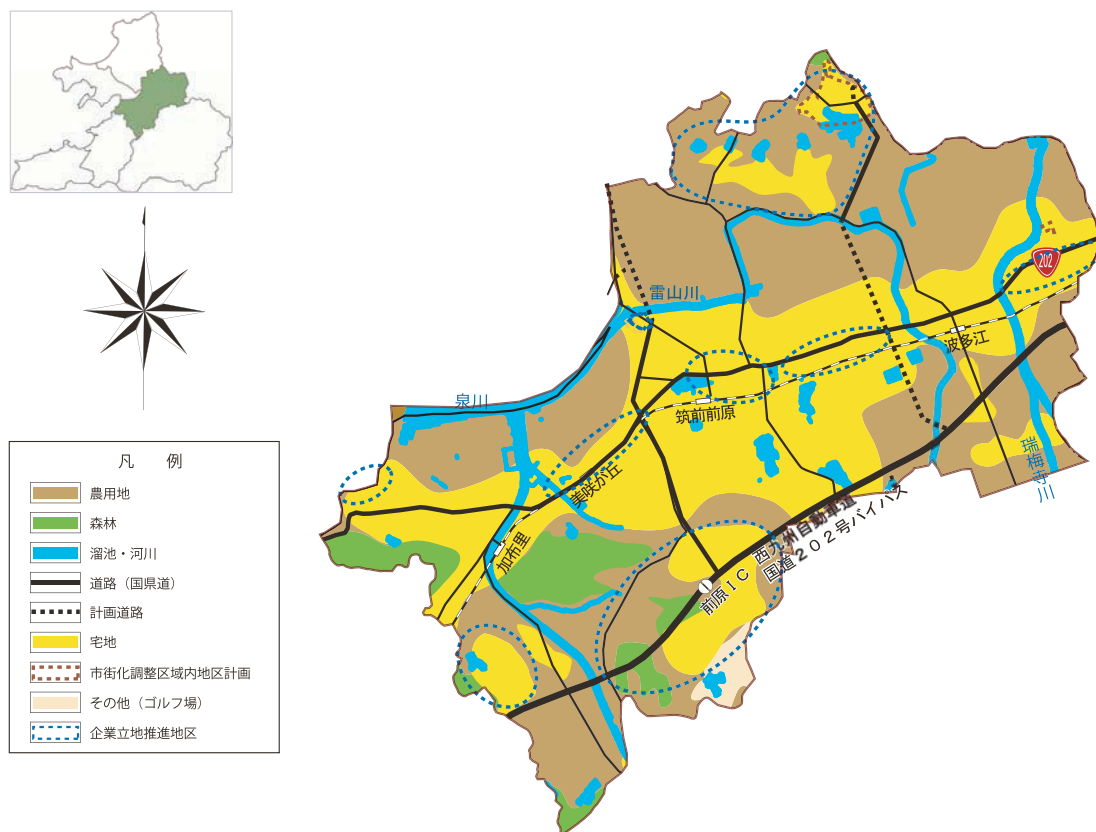 凡 例
農用地
森林
溜池・河川
道路（国県道）
計画道路
宅地
市街化調整区域内地区計画
その他（ゴルフ場）
企業立地推進地区
202
雷山川
波多江
泉川
筑前前原
瑞梅寺川
美咲が丘
加布里
西九州自動車道
国道２０２号バイパス
前原ＩＣ